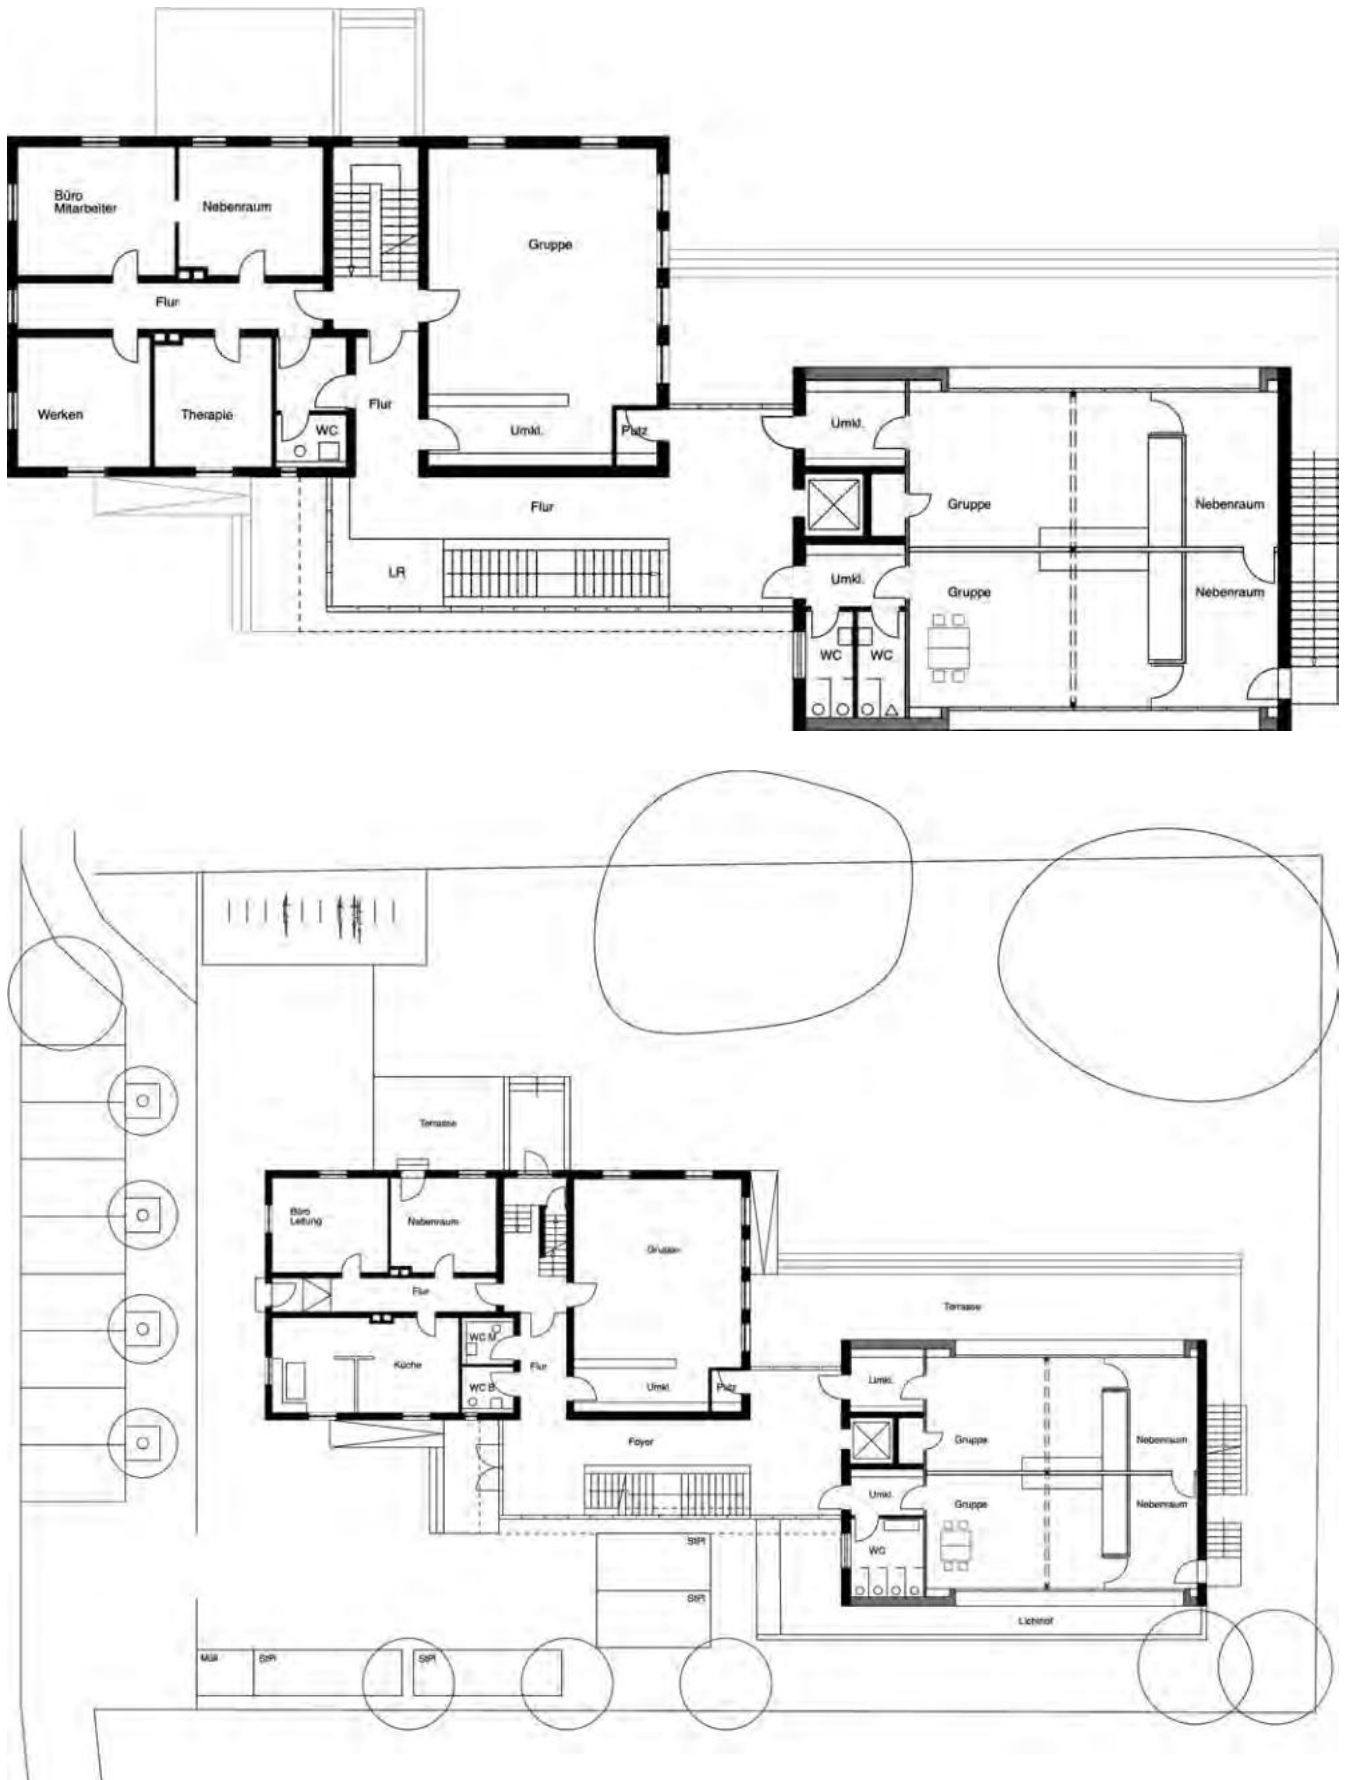 Büro
Mitarbeiter
Nebenraum
Gruppe
Flur
Werken
Therapie
WC
Flur
Umkl.
Putz
Umkl.
Flur
Gruppe
Nebenraum
LR
Umkl.
Gruppe
Nebenraum
WC
WC
Terrasse
Büro
Leitung
Nebenraum
Gruppe
Flur
Terrasse
WC M
Küche
Flur
WC B
Umkl.
Putz
Umkl.
Foyer
Gruppe
Nebenraum
Umkl.
Gruppe
Nebenraum
StPl
WC
StPl
Lichthof
Müll
StPl
StPl